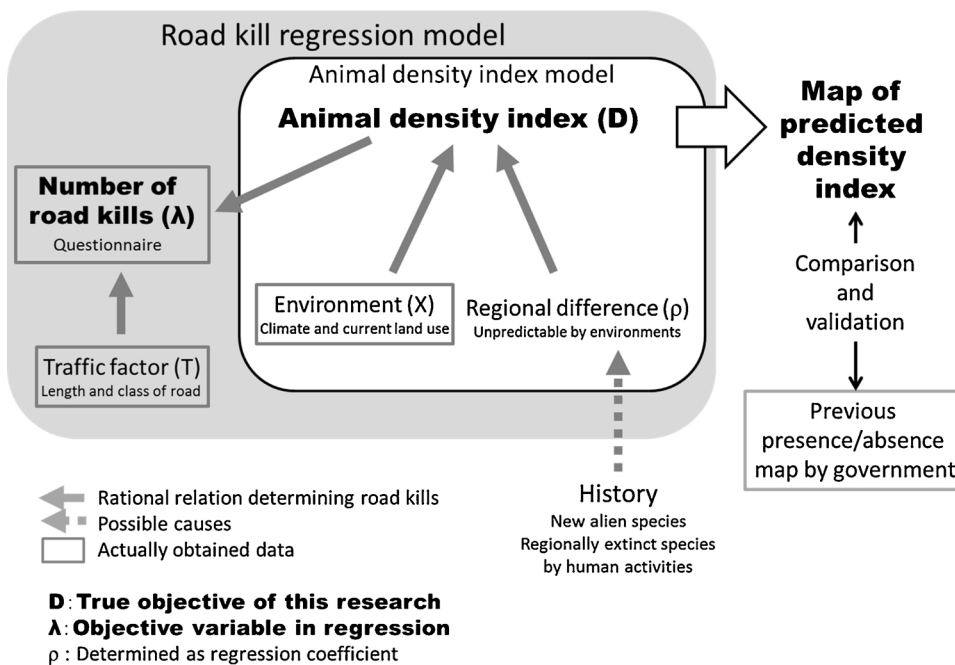 Road kill regression model
Animal density index model
Animal density index (D)
Map of
predicted
density
index
Number of
road kills (λ)
Questionnaire
Environment (X)
Climate and current land use
Regional difference (ρ)
Unpredictable by environments
Comparison
and
validation
Traffic factor (T)
Length and class of road
Previous
presence/absence
map by government
History
New alien species
Regionally extinct species
by human activities
Rational relation determining road kills
Possible causes
Actually obtained data
D : True objective of this research
λ: Objective variable in regression
ρ : Determined as regression coefficient